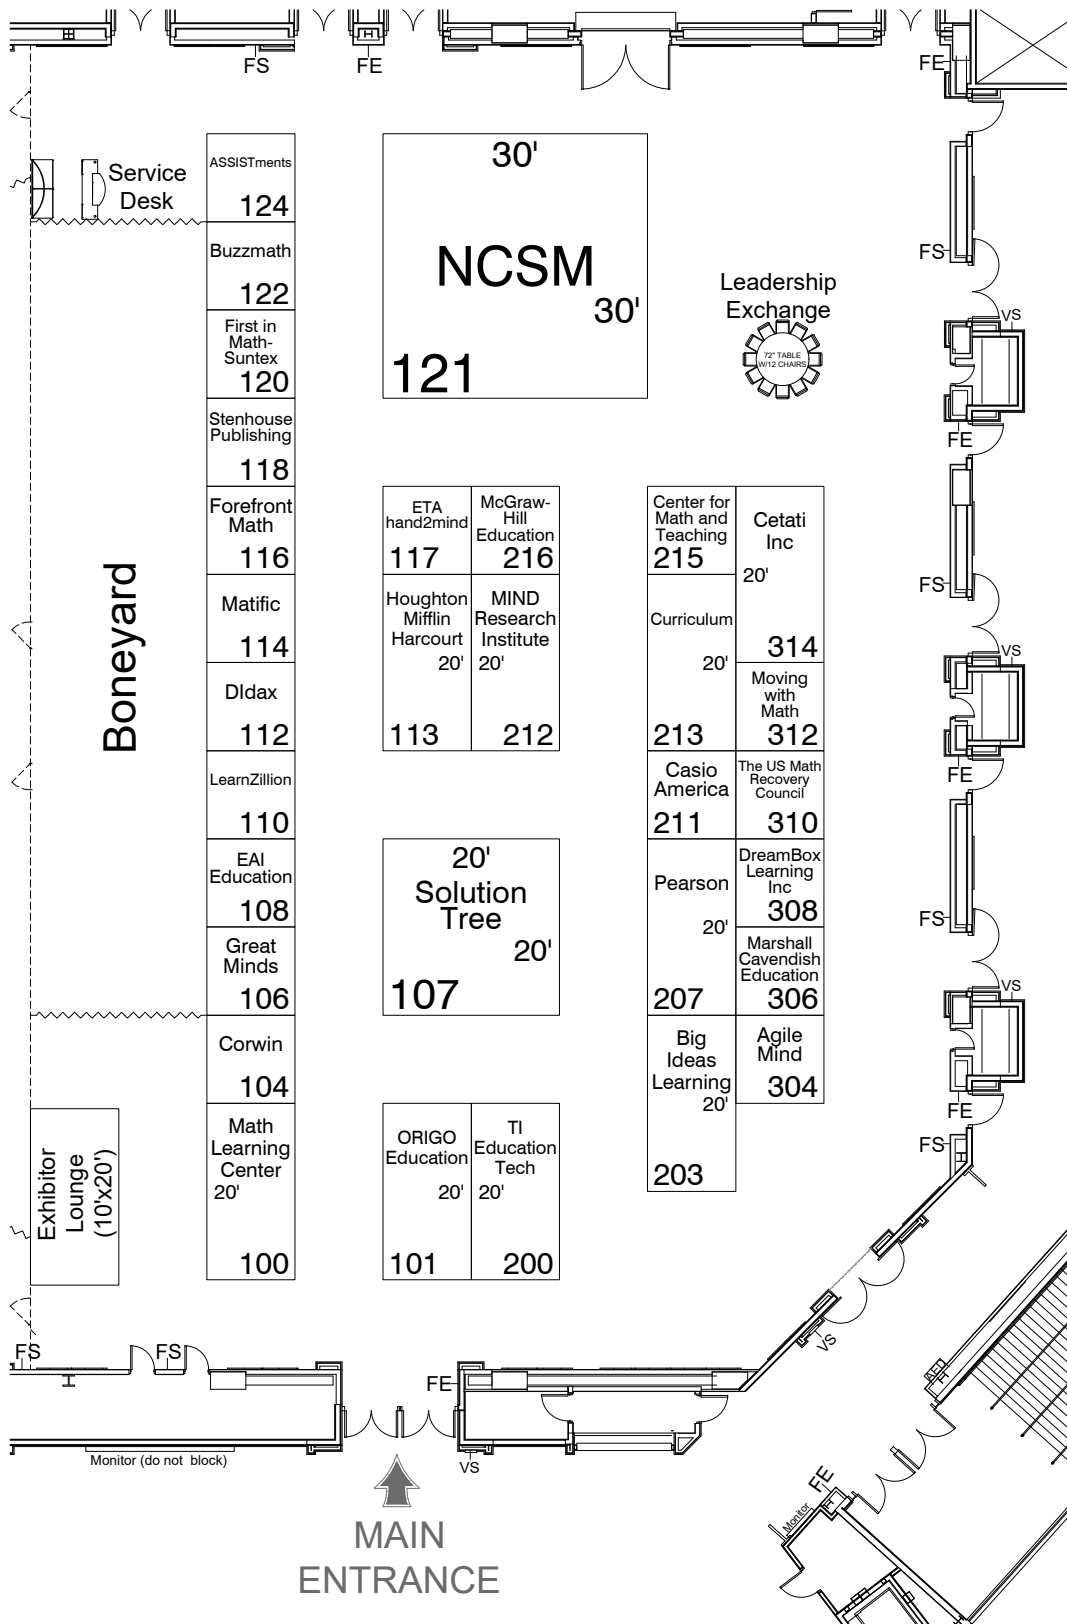 FS
FE
FE
Service
Desk
ASSISTments
124
Buzzmath
122
First in
Math-
Suntex
120
Stenhouse
Publishing
118
Forefront
Math
116
Matific
114
DIdax
112
LearnZillion
110
EAI
Education
108
Great
Minds
106
Corwin
104
Math
Learning
Center
20'
100
Boneyard
Exhibitor
Lounge
(10'x20')
30'
NCSM
30'
121
Leadership
Exchange
72" TABLE
W/12 CHAIRS
ETA
hand2mind
117
McGraw-
Hill
Education
216
Houghton
Mifflin
Harcourt
20'
113
MIND
Research
Institute
20'
212
20'
Solution
Tree
20'
107
ORIGO
Education
20'
101
TI
Education
Tech
20'
200
Center for
Math and
Teaching
215
Curriculum
20'
213
Casio
America
211
Pearson
20'
207
Big
Ideas
Learning
20'
203
Cetati
Inc
20'
314
Moving
with
Math
312
The US Math
Recovery
Council
310
DreamBox
Learning
Inc
308
Marshall
Cavendish
Education
306
Agile
Mind
304
FS
VS
FE
FS
VS
FE
FS
VS
FE
FS
VS
AED
FE
Monitor
FS
FS
FE
VS
Monitor (do not block)
MAIN
ENTRANCE